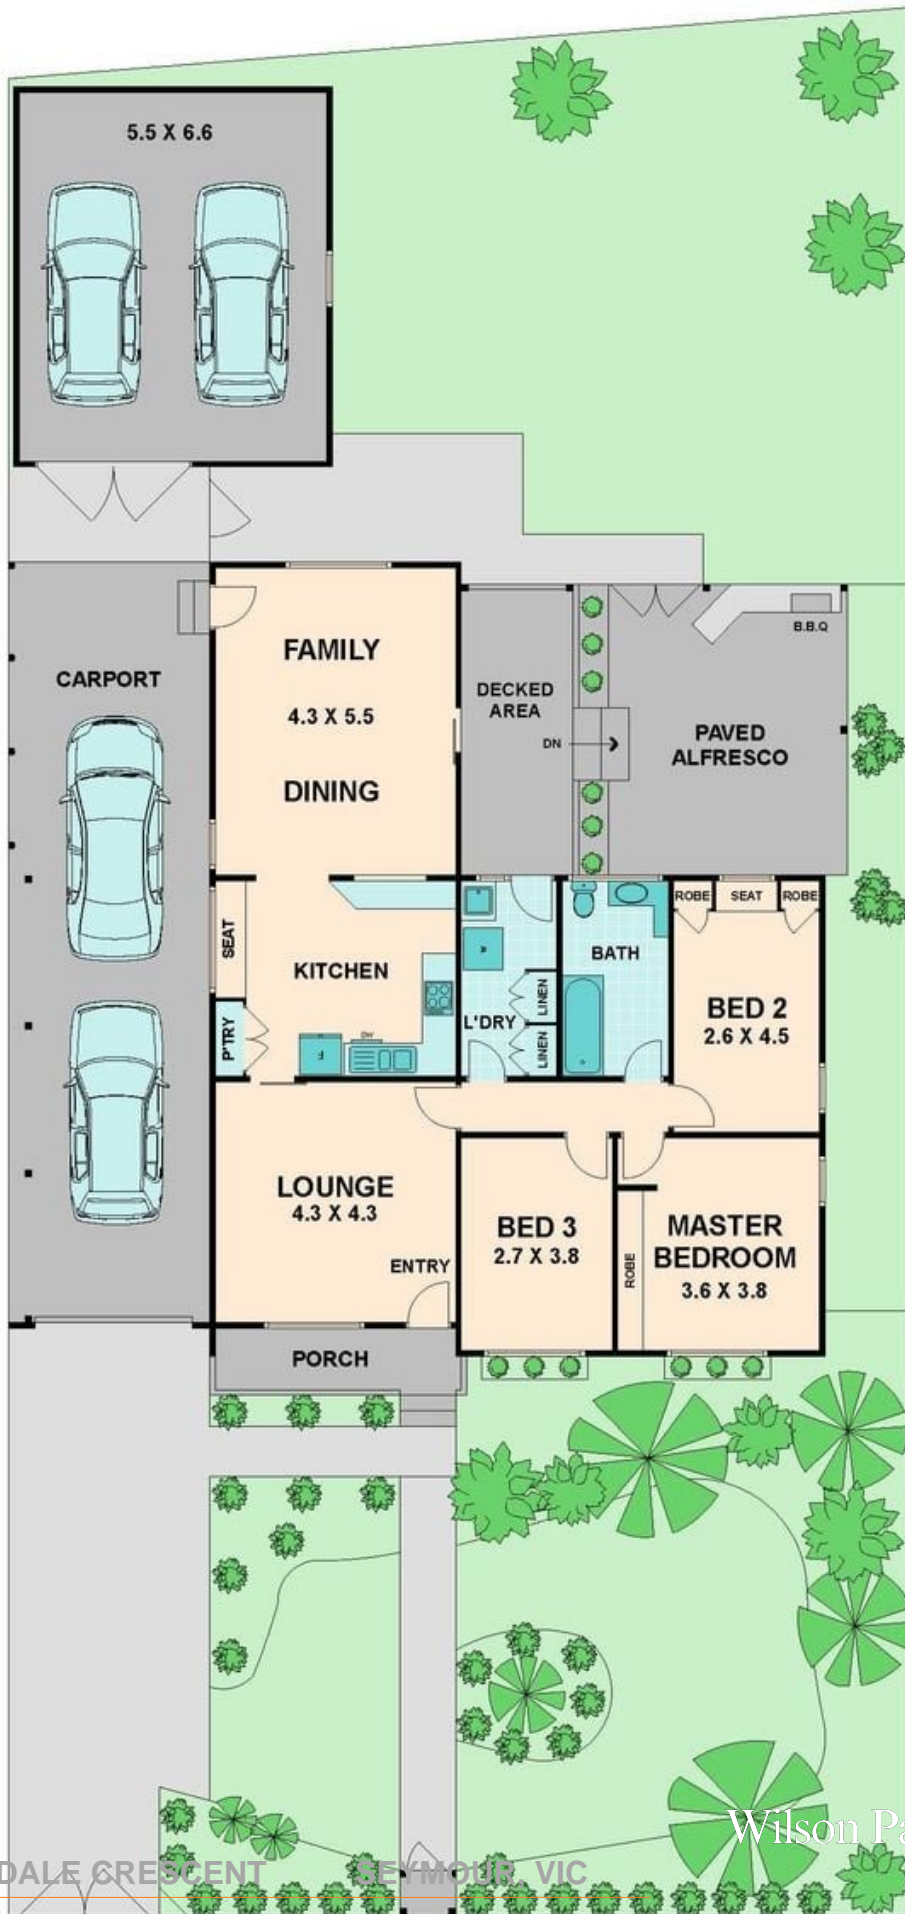 5.5 X 6.6
CARPORT
FAMILY
4.3 X 5.5
DINING
DECKED
AREA
DN
B.B.Q
PAVED
ALFRESCO
SEAT
P'TRY
KITCHEN
DW
F
L'DRY
LINEN
LINEN
BATH
ROBE
SEAT
ROBE
BED 2
2.6 X 4.5
LOUNGE
4.3 X 4.3
ENTRY
BED 3
2.7 X 3.8
ROBE
MASTER
BEDROOM
3.6 X 3.8
PORCH
Wilson Pa
DALE CRESCENT SEYMOUR, VIC